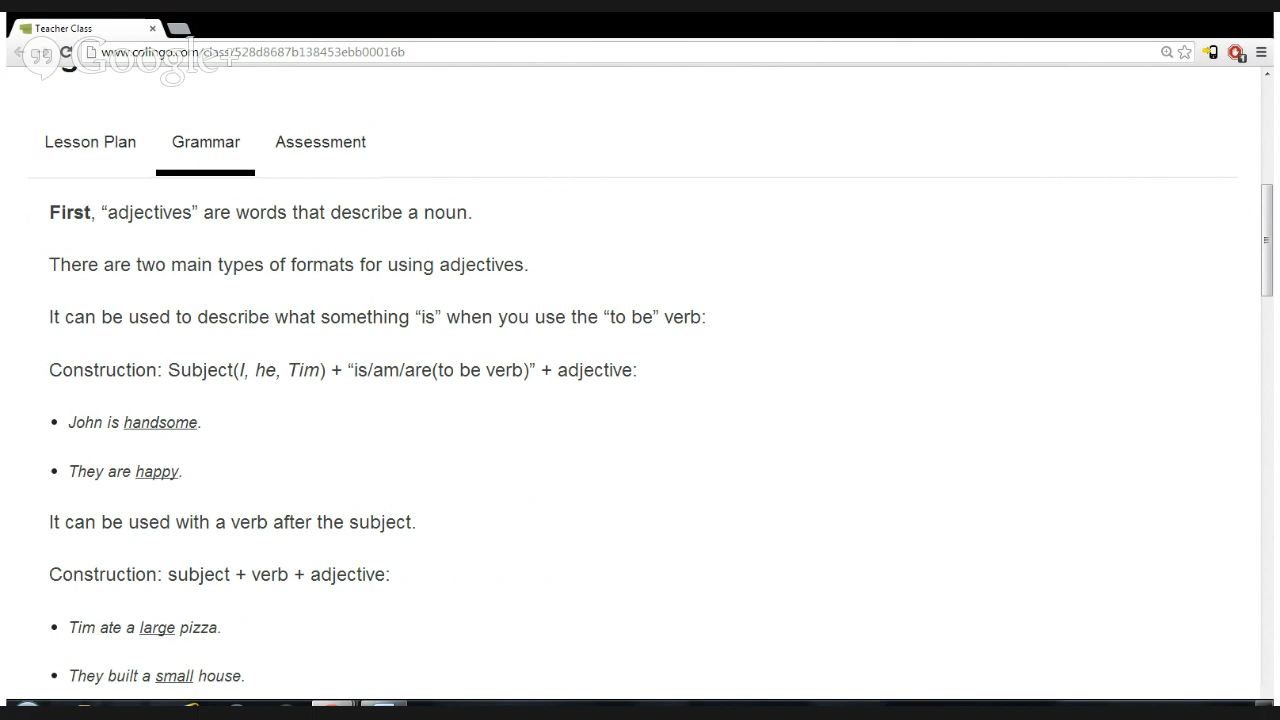 Teacher Class
www.colingo.com/class/528d8687b138453ebb00016b
Google+
Lesson Plan
Grammar
Assessment
First, “adjectives” are words that describe a noun.
There are two main types of formats for using adjectives.
It can be used to describe what something “is” when you use the “to be” verb:
Construction: Subject(I, he, Tim) + “is/am/are(to be verb)” + adjective:
• John is handsome.
• They are happy.
It can be used with a verb after the subject.
Construction: subject + verb + adjective:
• Tim ate a large pizza.
• They built a small house.